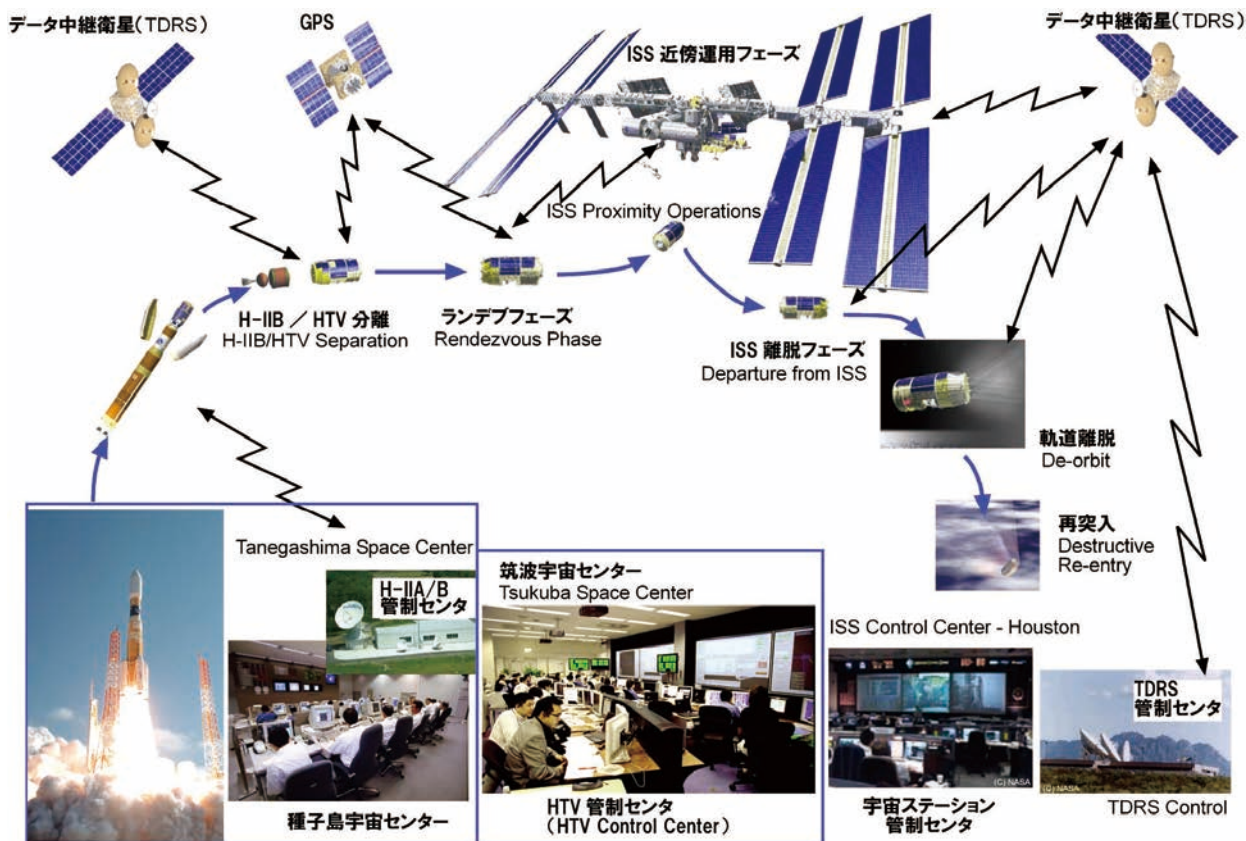 データ中継衛星(TDRS)
GPS
ISS 近傍運用フェーズ
データ中継衛星(TDRS)
ISS Proximity Operations
H-IIB ／ HTV 分離
H-IIB/HTV Separation
ランデブフェーズ
Rendezvous Phase
ISS 離脱フェーズ
Departure from ISS
軌道離脱
De-orbit
再突入
Destructive
Re-entry
Tanegashima Space Center
H-IIA/B
管制センタ
種子島宇宙センター
筑波宇宙センター
Tsukuba Space Center
HTV 管制センタ
(HTV Control Center)
ISS Control Center - Houston
(C) NASA
宇宙ステーション
管制センタ
TDRS
管制センタ
(C) NASA
TDRS Control